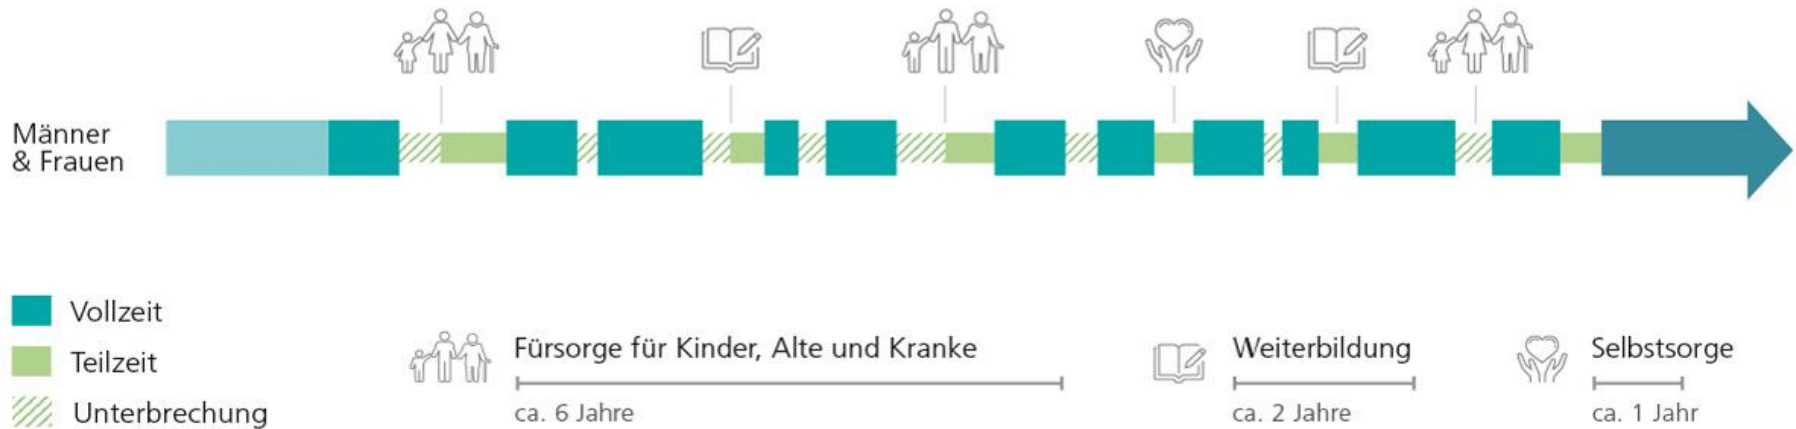 Männer
& Frauen
Vollzeit
Teilzeit
Unterbrechung
Fürsorge für Kinder, Alte und Kranke
ca. 6 Jahre
Weiterbildung
ca. 2 Jahre
Selbstsorge
ca. 1 Jahr